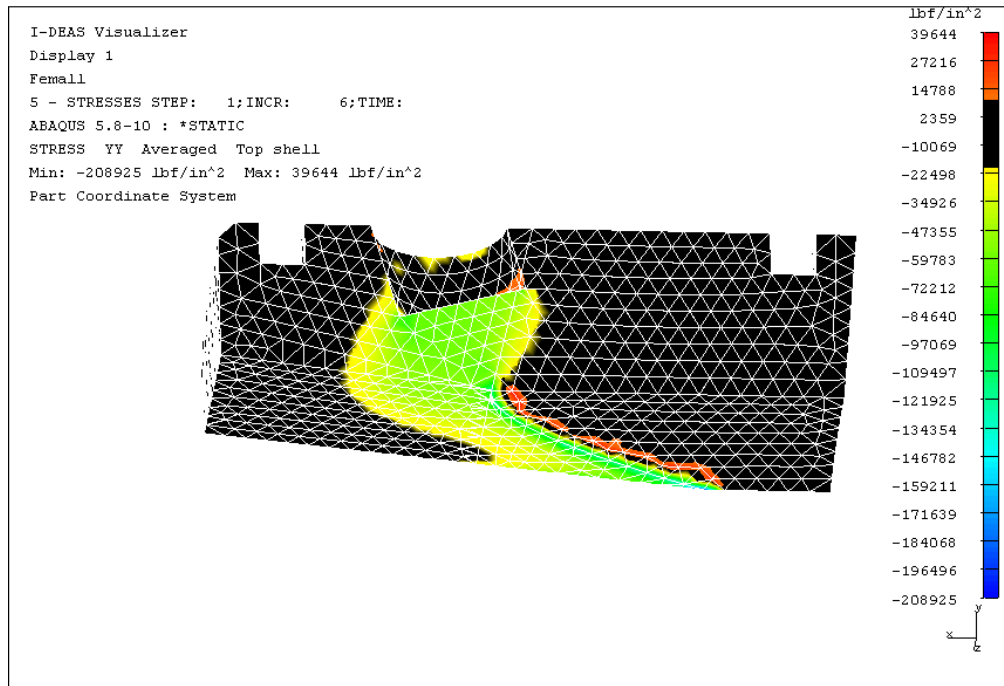 I-DEAS Visualizer
Display 1
Femall
5 - STRESSES STEP: 1;INCR: 6;TIME:
ABAQUS 5.8-10 : *STATIC
STRESS YY Averaged Top shell
Min: -208925 lbf/in^2 Max: 39644 lbf/in^2
Part Coordinate System
lbf/in^2
39644
27216
14788
2359
-10069
-22498
-34926
-47355
-59783
-72212
-84640
-97069
-109497
-121925
-134354
-146782
-159211
-171639
-184068
-196496
-208925
y
x
z